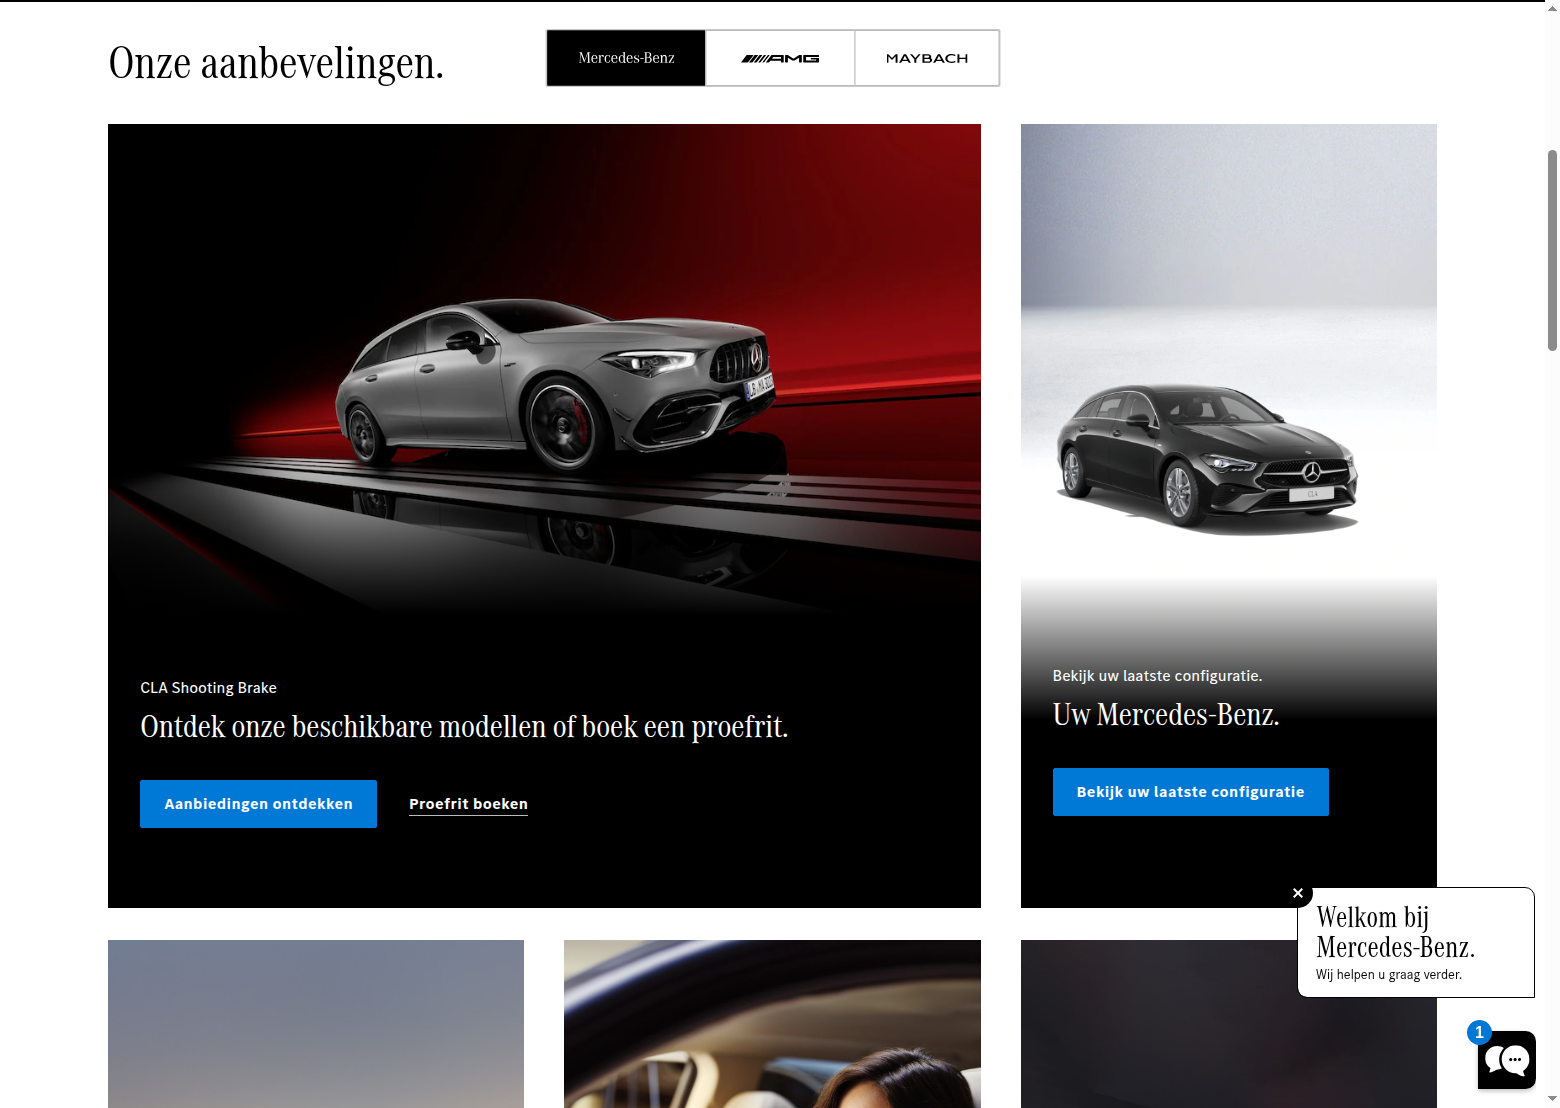 Onze aanbevelingen.
Mercedes-Benz
AMG
MAYBACH
CLA Shooting Brake
Ontdek onze beschikbare modellen of boek een proefrit.
Aanbiedingen ontdekken
Proefrit boeken
CLA
Bekijk uw laatste configuratie.
Uw Mercedes-Benz.
Bekijk uw laatste configuratie
Welkom bij
Mercedes-Benz.
Wij helpen u graag verder.
1